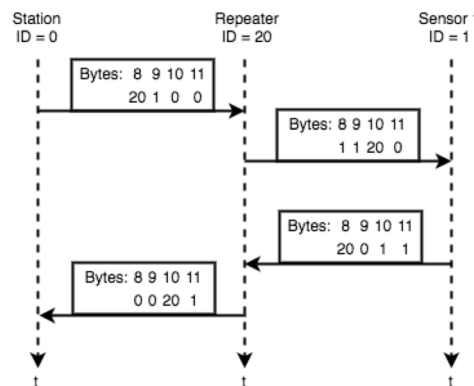 Station
ID = 0
Repeater
ID = 20
Sensor 1
ID = 1
Bytes: 8 9 10 11
20 1 0 0
Bytes: 8 9 10 11
1 1 20 0
Bytes: 8 9 10 11
20 0 1 1
Bytes: 8 9 10 11
0 0 20 1
t
t
t